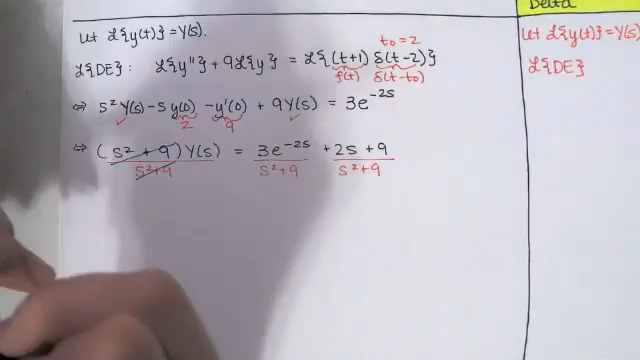 Delta
Let ℒ{y(t)} = Y(s).
t₀ = 2
ℒ{DE} : ℒ{y''} + 9ℒ{y} = ℒ{(t+1) δ(t-2)}
f(t) δ(t-t₀)
⇔ s²Y(s) - s y(0) - y'(0) + 9Y(s) = 3e^{-2s}
✓ 2 9 ✓
⇔ (s² + 9)Y(s) = 3e^{-2s} + 2s + 9
s²+9 s²+9 s²+9
Let ℒ{y(t)} = Y(s)
ℒ{DE}